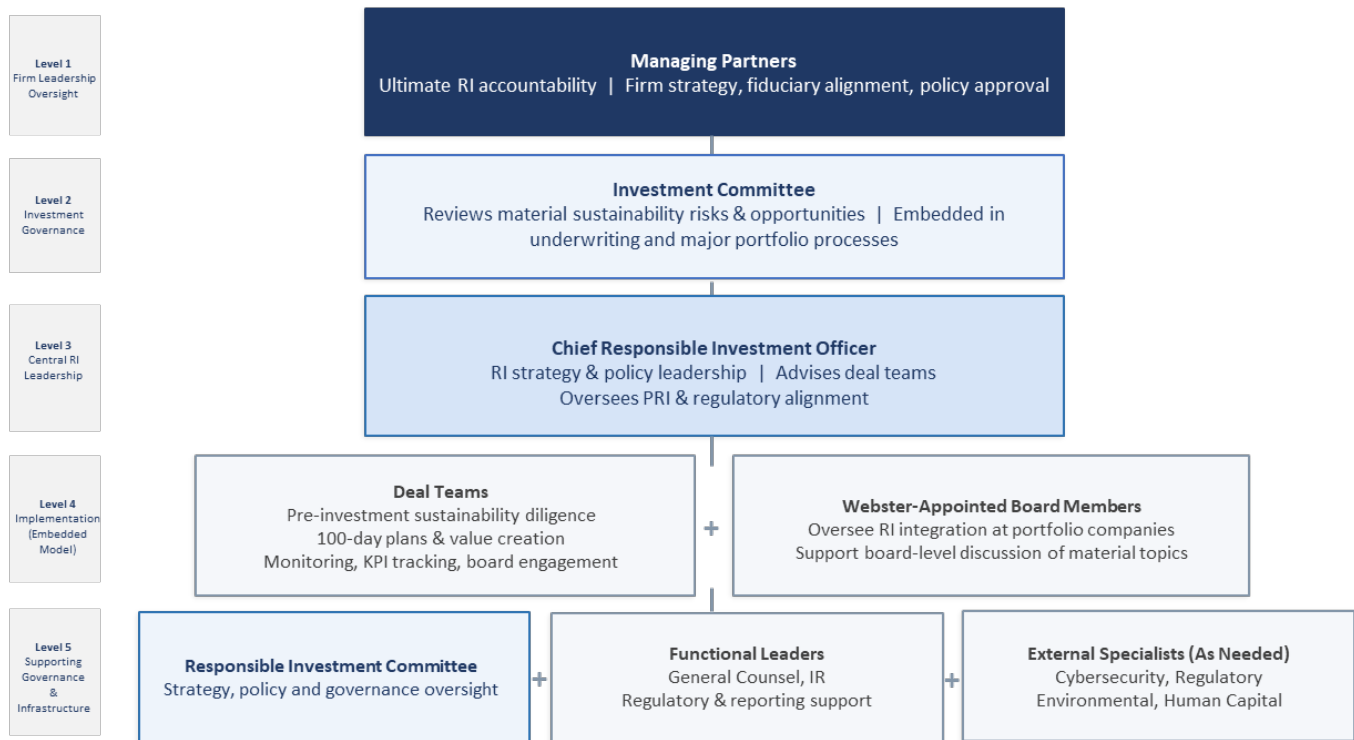 Level 1
Firm Leadership
Oversight
Managing Partners
Ultimate RI accountability | Firm strategy, fiduciary alignment, policy approval
Level 2
Investment
Governance
Investment Committee
Reviews material sustainability risks & opportunities | Embedded in
underwriting and major portfolio processes
Level 3
Central RI
Leadership
Chief Responsible Investment Officer
RI strategy & policy leadership | Advises deal teams
Oversees PRI & regulatory alignment
Level 4
Implementation
(Embedded
Model)
Deal Teams
Pre-investment sustainability diligence
100-day plans & value creation
Monitoring, KPI tracking, board engagement
+
Webster-Appointed Board Members
Oversee RI integration at portfolio companies
Support board-level discussion of material topics
Level 5
Supporting
Governance
&
Infrastructure
Responsible Investment Committee
Strategy, policy and governance oversight
+
Functional Leaders
General Counsel, IR
Regulatory & reporting support
+
External Specialists (As Needed)
Cybersecurity, Regulatory
Environmental, Human Capital